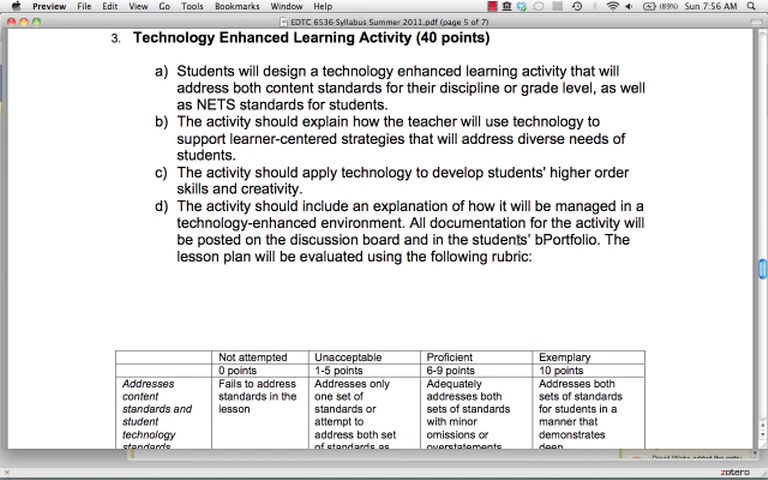 Preview File Edit View Go Tools Bookmarks Window Help (89%) Sun 7:56 AM
EDTC 6536 Syllabus Summer 2011.pdf (page 5 of 7)
3. Technology Enhanced Learning Activity (40 points)
a) Students will design a technology enhanced learning activity that will
address both content standards for their discipline or grade level, as well
as NETS standards for students.
b) The activity should explain how the teacher will use technology to
support learner-centered strategies that will address diverse needs of
students.
c) The activity should apply technology to develop students' higher order
skills and creativity.
d) The activity should include an explanation of how it will be managed in a
technology-enhanced environment. All documentation for the activity will
be posted on the discussion board and in the students' bPortfolio. The
lesson plan will be evaluated using the following rubric:
Not attempted Unacceptable Proficient Exemplary
0 points 1-5 points 6-9 points 10 points
Addresses Fails to address Addresses only Adequately Addresses both
content standards in the one set of addresses both sets of standards
standards and lesson standards or sets of standards for students in a
student attempt to with minor manner that
technology address both set omissions or demonstrates
standards of standards as overstatements deep
zotero